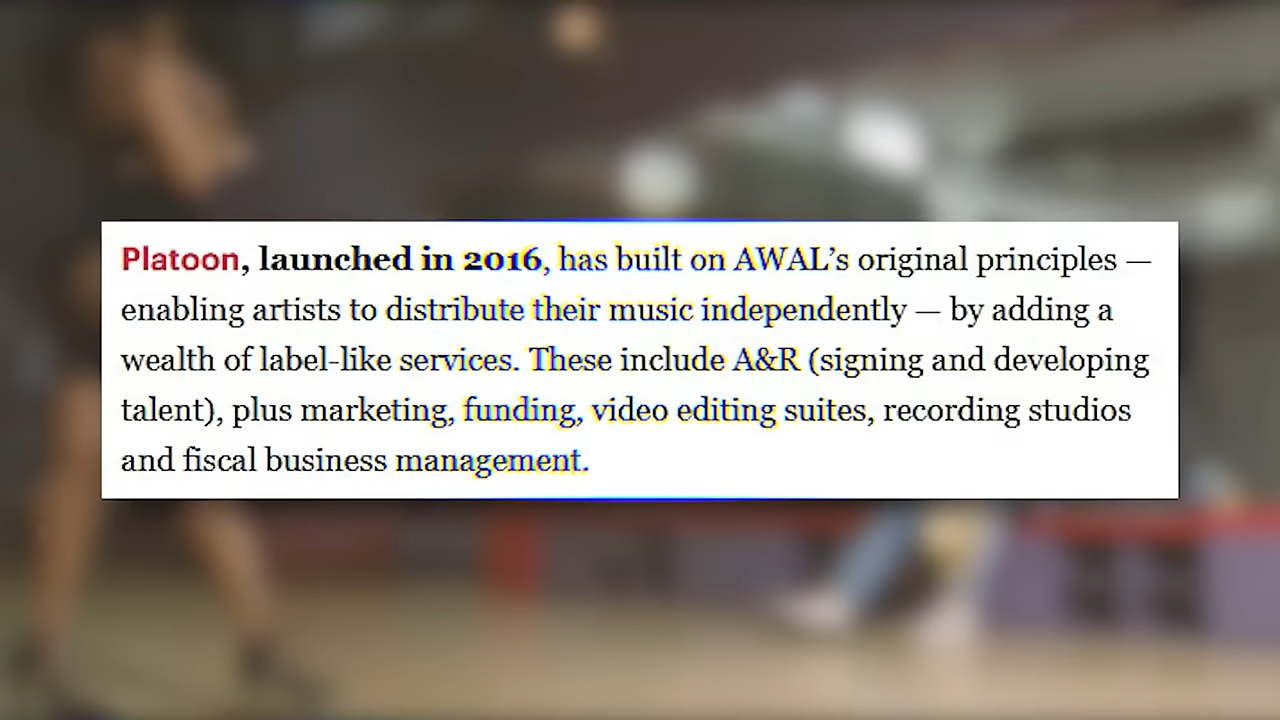 Platoon, launched in 2016, has built on AWAL’s original principles —
enabling artists to distribute their music independently — by adding a
wealth of label-like services. These include A&R (signing and developing
talent), plus marketing, funding, video editing suites, recording studios
and fiscal business management.